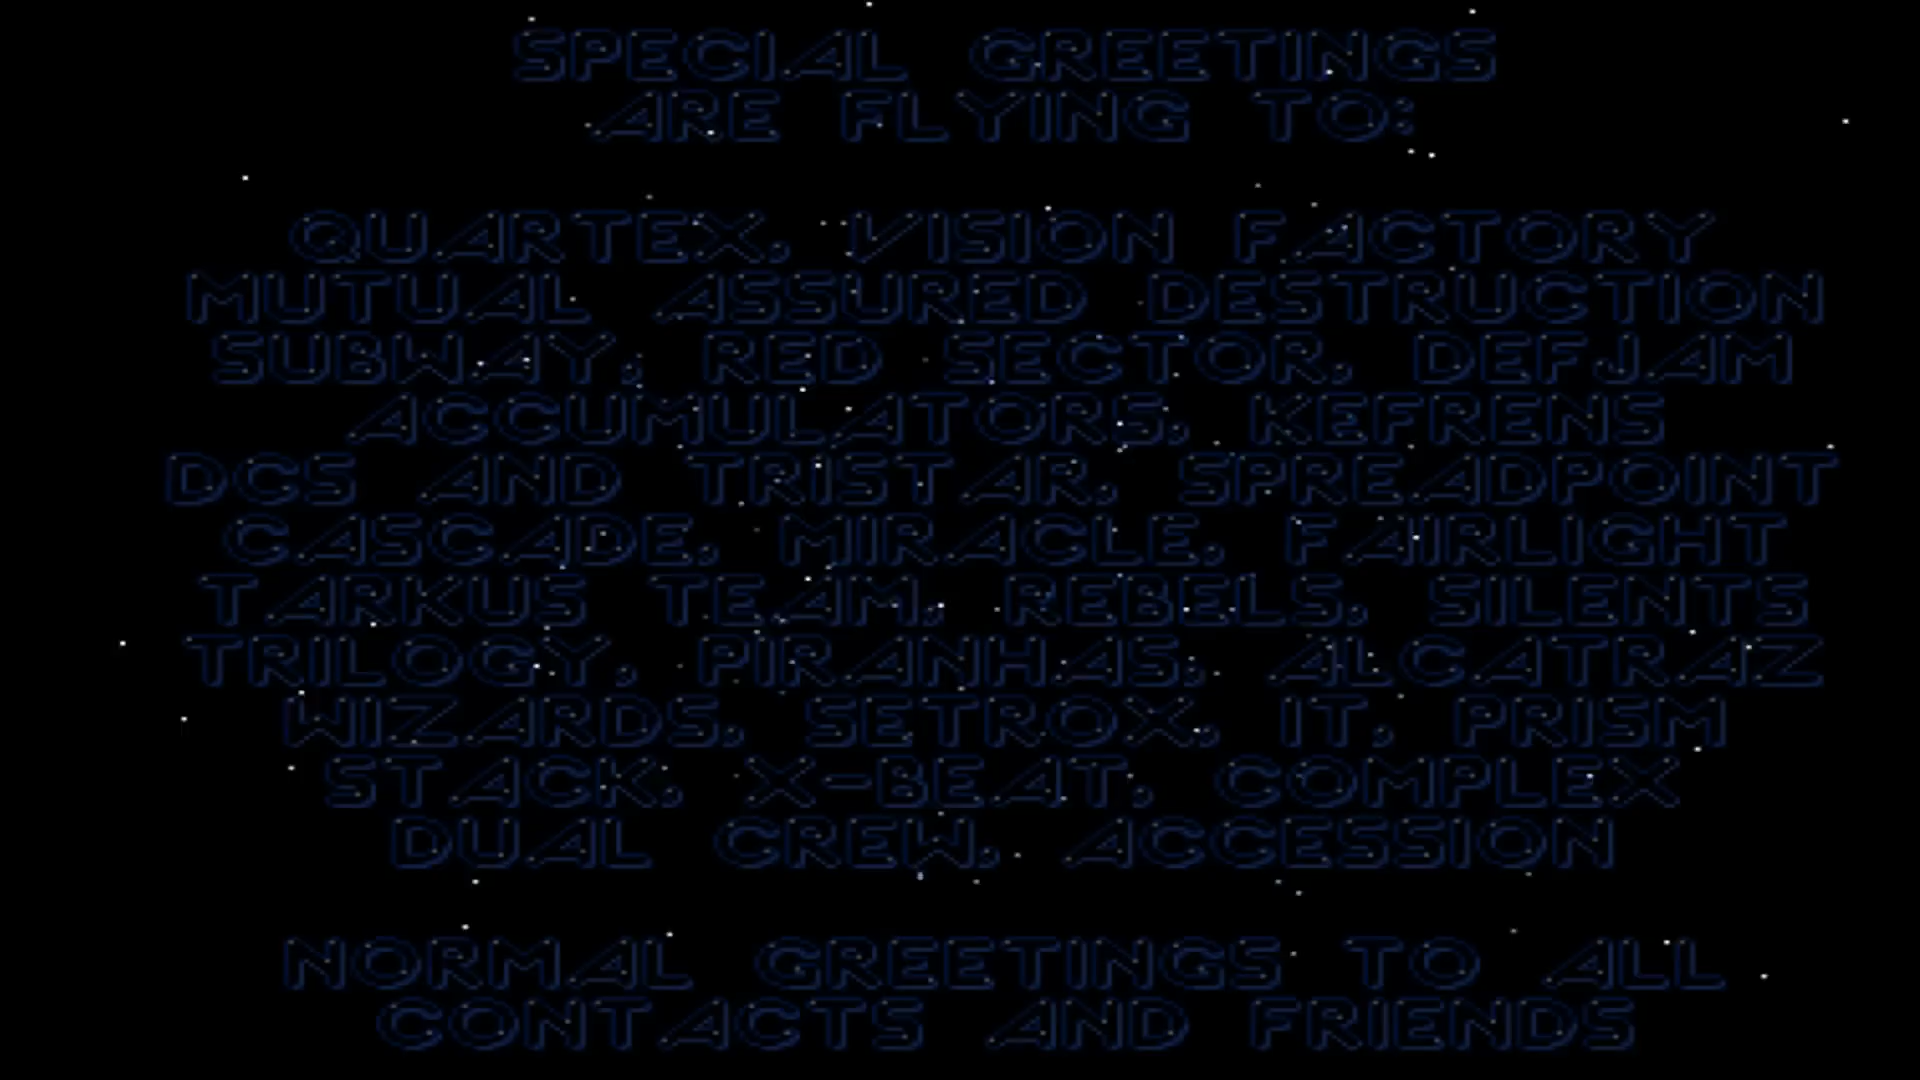 SPECIAL GREETINGS
ARE FLYING TO:
QUARTEX, VISION FACTORY
MUTUAL ASSURED DESTRUCTION
SUBWAY, RED SECTOR, DEFJAM
ACCUMULATORS, KEFRENS
DCS AND TRISTAR, SPREADPOINT
CASCADE, MIRACLE, FAIRLIGHT
TARKUS TEAM, REBELS, SILENTS
TRILOGY, PIRANHAS, ALCATRAZ
WIZARDS, SETROX, IT, PRISM
STACK, X-BEAT, COMPLEX
DUAL CREW, ACCESSION
NORMAL GREETINGS TO ALL
CONTACTS AND FRIENDS